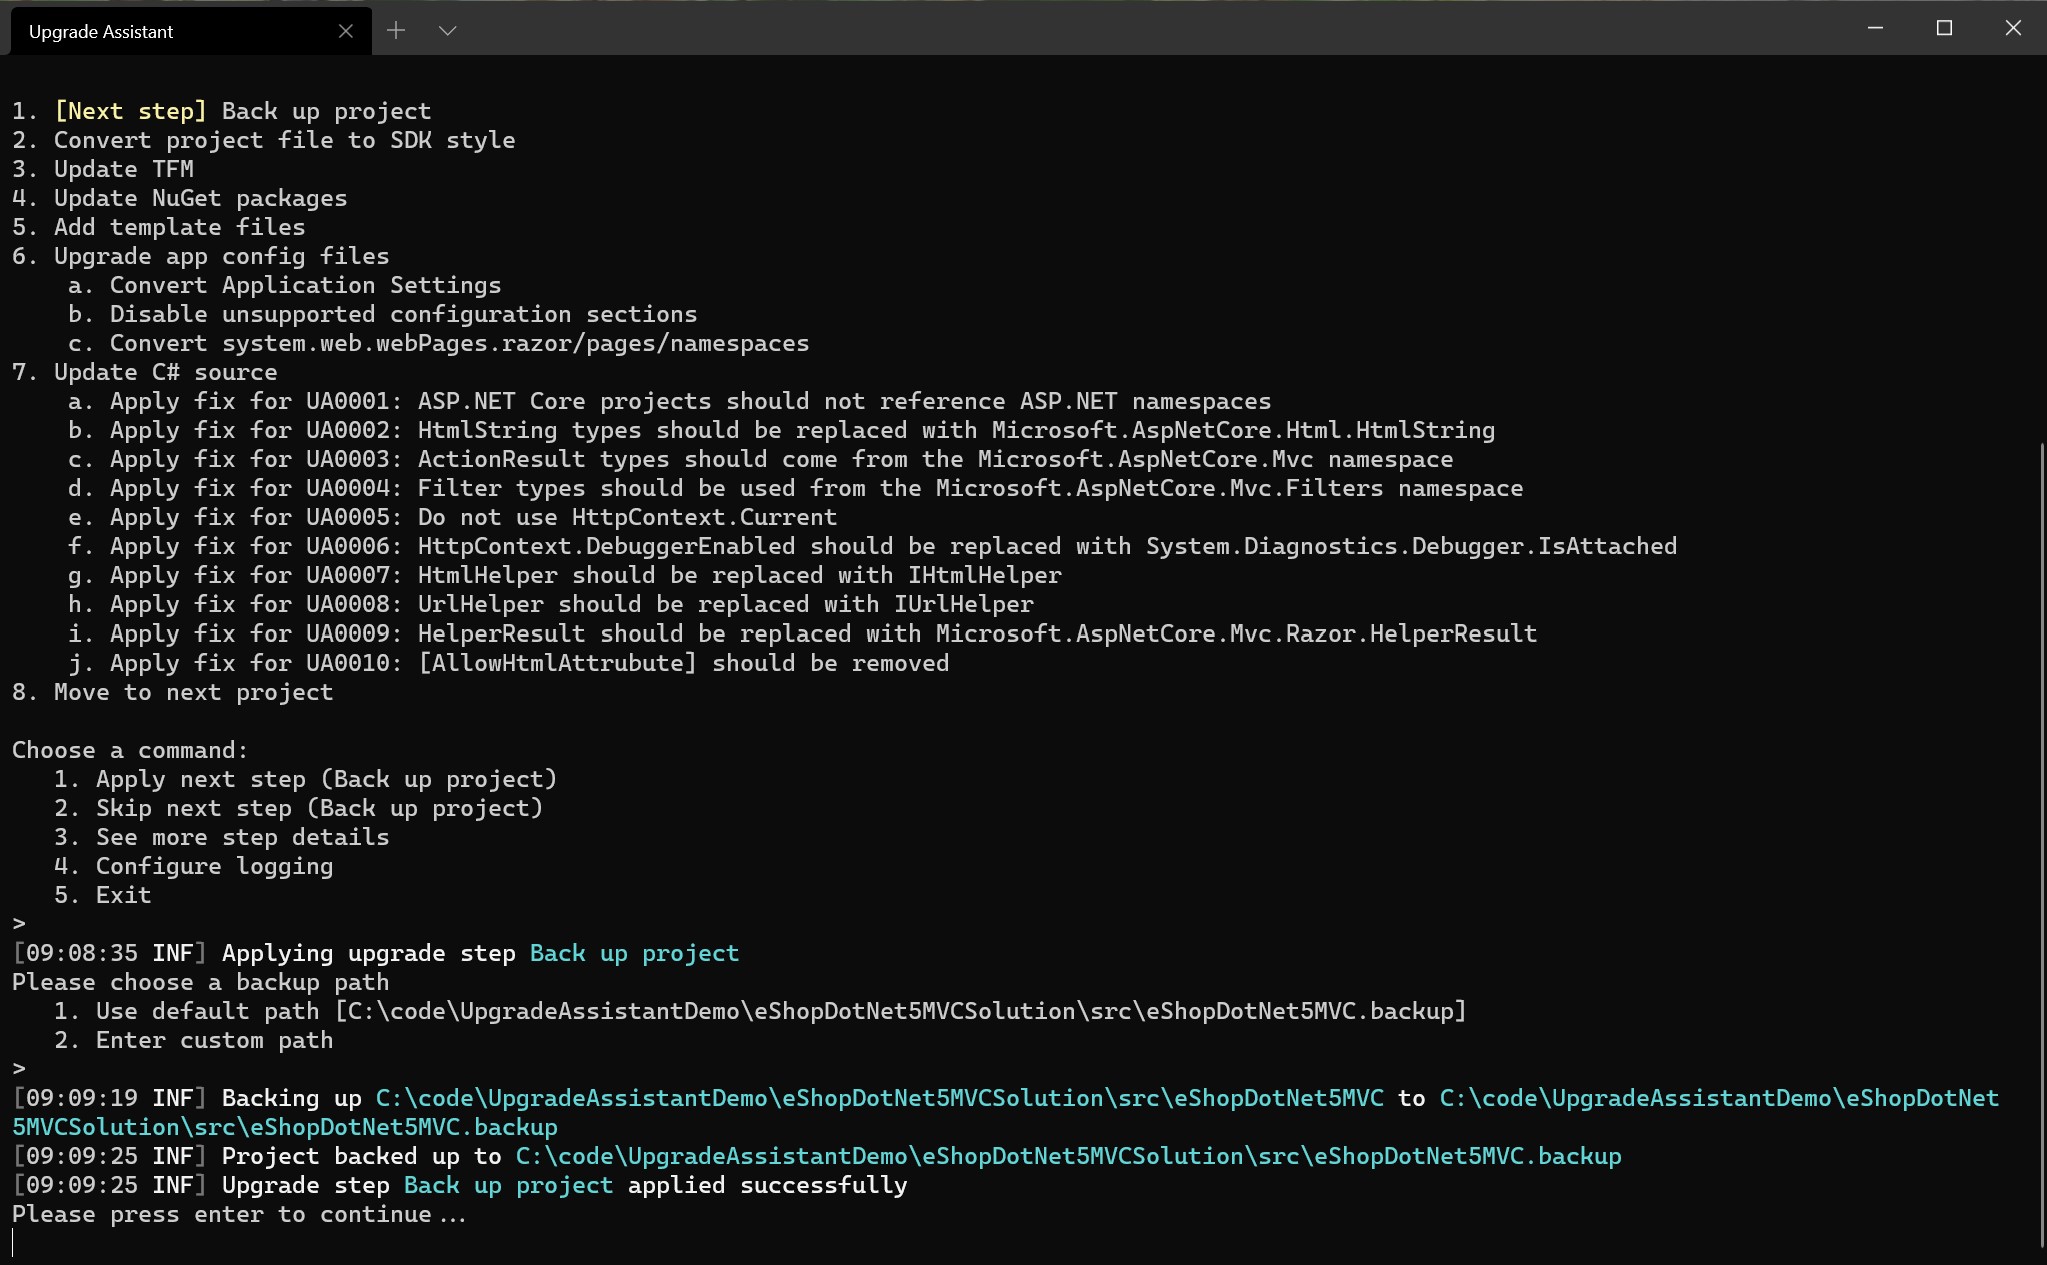 Upgrade Assistant
1. [Next step] Back up project
2. Convert project file to SDK style
3. Update TFM
4. Update NuGet packages
5. Add template files
6. Upgrade app config files
    a. Convert Application Settings
    b. Disable unsupported configuration sections
    c. Convert system.web.webPages.razor/pages/namespaces
7. Update C# source
    a. Apply fix for UA0001: ASP.NET Core projects should not reference ASP.NET namespaces
    b. Apply fix for UA0002: HtmlString types should be replaced with Microsoft.AspNetCore.Html.HtmlString
    c. Apply fix for UA0003: ActionResult types should come from the Microsoft.AspNetCore.Mvc namespace
    d. Apply fix for UA0004: Filter types should be used from the Microsoft.AspNetCore.Mvc.Filters namespace
    e. Apply fix for UA0005: Do not use HttpContext.Current
    f. Apply fix for UA0006: HttpContext.DebuggerEnabled should be replaced with System.Diagnostics.Debugger.IsAttached
    g. Apply fix for UA0007: HtmlHelper should be replaced with IHtmlHelper
    h. Apply fix for UA0008: UrlHelper should be replaced with IUrlHelper
    i. Apply fix for UA0009: HelperResult should be replaced with Microsoft.AspNetCore.Mvc.Razor.HelperResult
    j. Apply fix for UA0010: [AllowHtmlAttrubute] should be removed
8. Move to next project
Choose a command:
   1. Apply next step (Back up project)
   2. Skip next step (Back up project)
   3. See more step details
   4. Configure logging
   5. Exit
>
[09:08:35 INF] Applying upgrade step Back up project
Please choose a backup path
   1. Use default path [C:\code\UpgradeAssistantDemo\eShopDotNet5MVCSolution\src\eShopDotNet5MVC.backup]
   2. Enter custom path
>
[09:09:19 INF] Backing up C:\code\UpgradeAssistantDemo\eShopDotNet5MVCSolution\src\eShopDotNet5MVC to C:\code\UpgradeAssistantDemo\eShopDotNet
5MVCSolution\src\eShopDotNet5MVC.backup
[09:09:25 INF] Project backed up to C:\code\UpgradeAssistantDemo\eShopDotNet5MVCSolution\src\eShopDotNet5MVC.backup
[09:09:25 INF] Upgrade step Back up project applied successfully
Please press enter to continue...